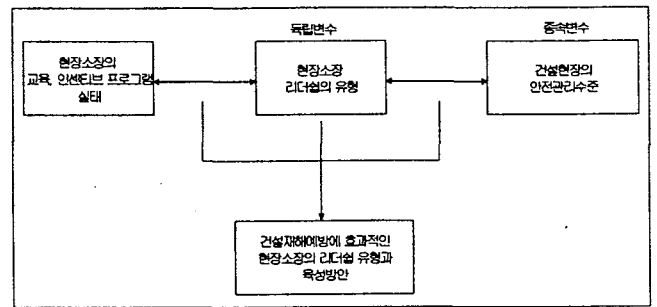 독립변수
종속변수
현장소장의
교육, 인센티브 프로그램
실태
현장소장
리더쉽의 유형
건설현장의
안전관리수준
건설재해예방에 효과적인
현장소장의 리더쉽 유형과
육성방안